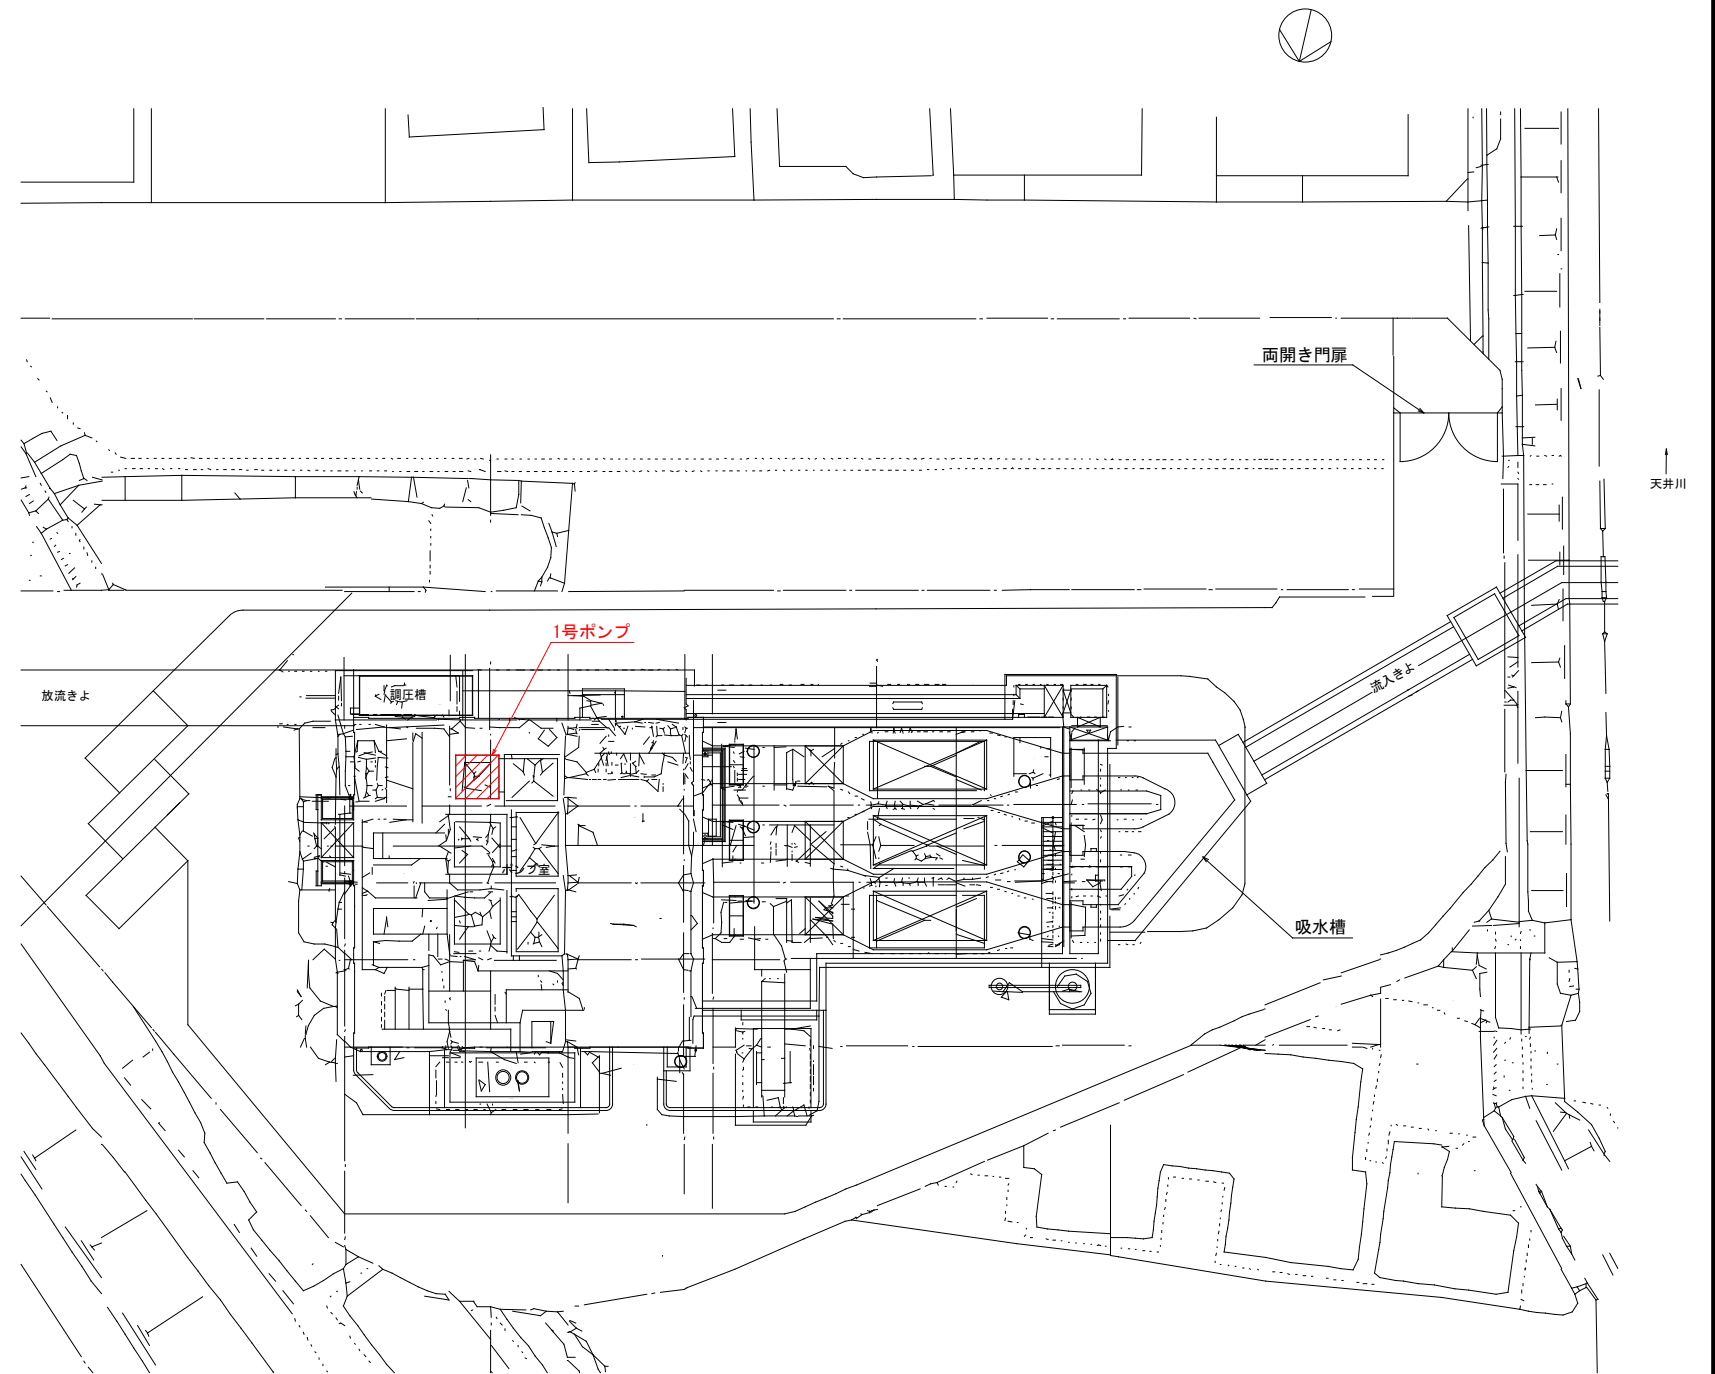 両開き門扉
天井川
1号ポンプ
流入きよ
放流きよ
調圧槽
ポンプ室
吸水槽